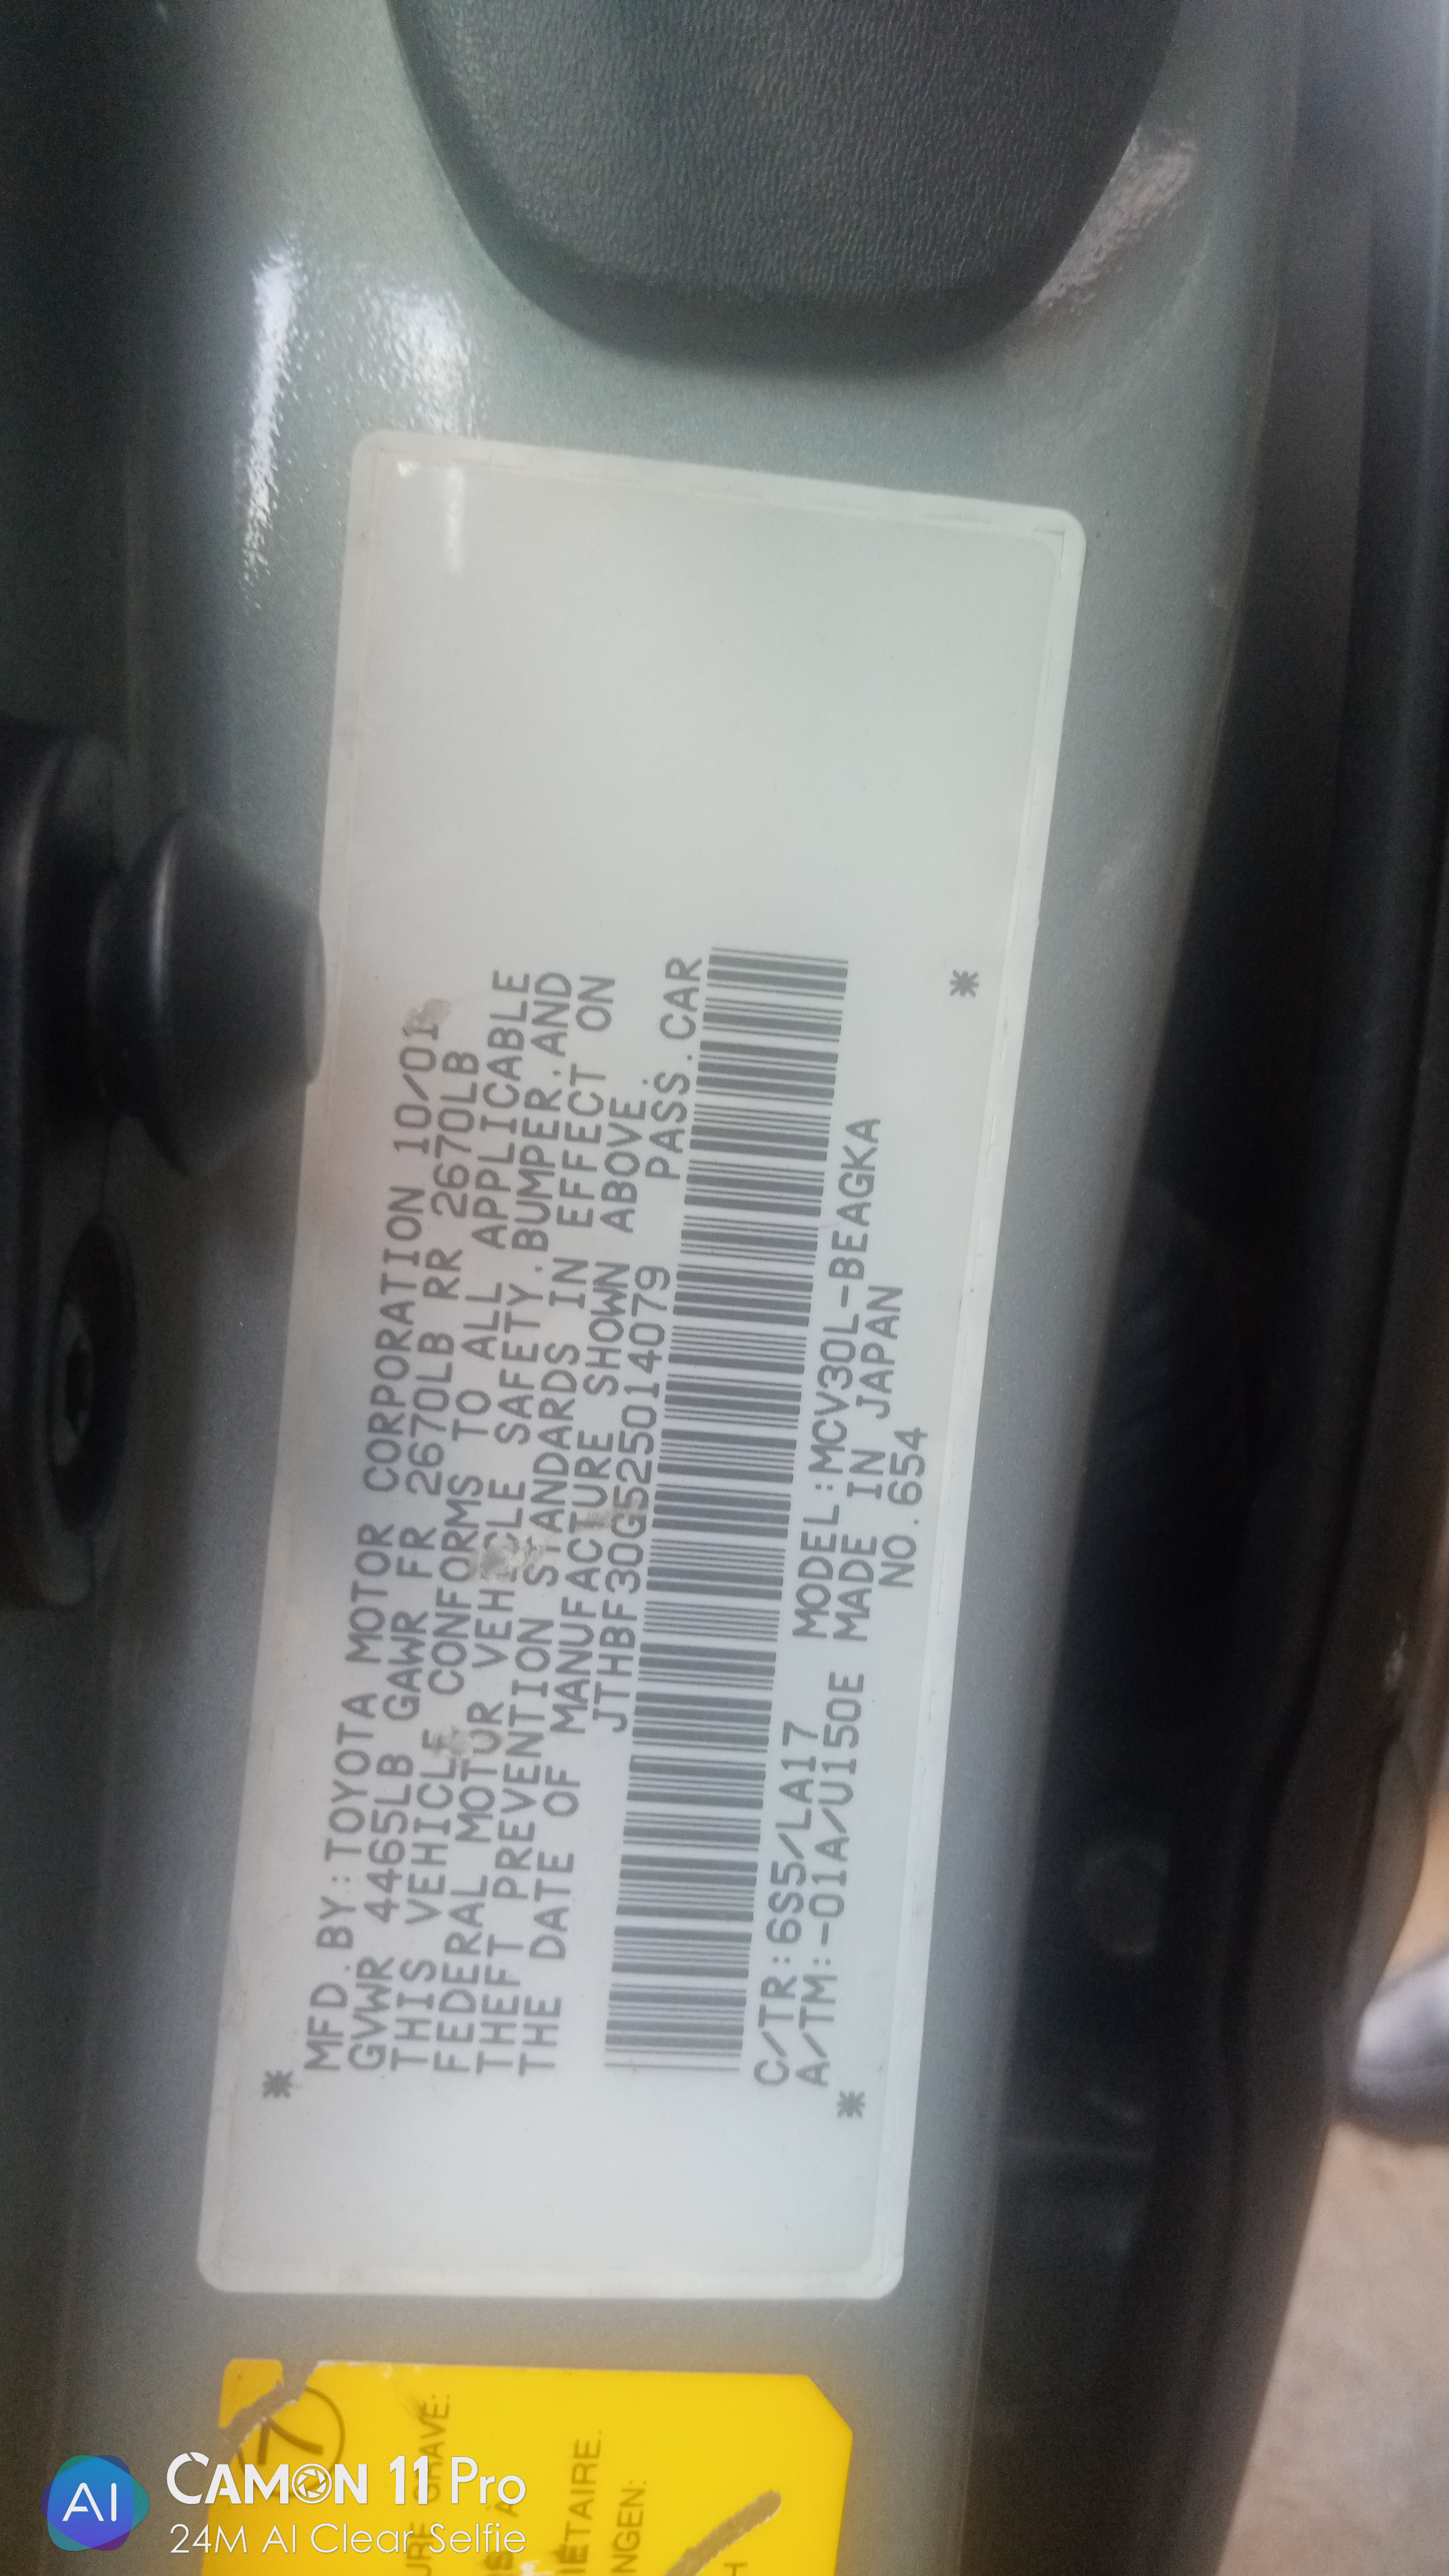 *
MFD.BY:TOYOTA MOTOR CORPORATION 10/01
GVWR 4465LB GAWR FR 2670LB RR 2670LB
THIS VEHICLE CONFORMS TO ALL APPLICABLE
FEDERAL MOTOR VEHICLE SAFETY,BUMPER,AND
THEFT PREVENTION STANDARDS IN EFFECT ON
THE DATE OF MANUFACTURE SHOWN ABOVE.
JTHBF30G525014079 PASS.CAR
C/TR:6S5/LA17 MODEL:MCV30L-BEAGKA
A/TM:-01A/U150E MADE IN JAPAN
NO.654
* *
7
GRAVE:
À
NGEN:
AI CAMON 11 Pro
24M AI Clear Selfie